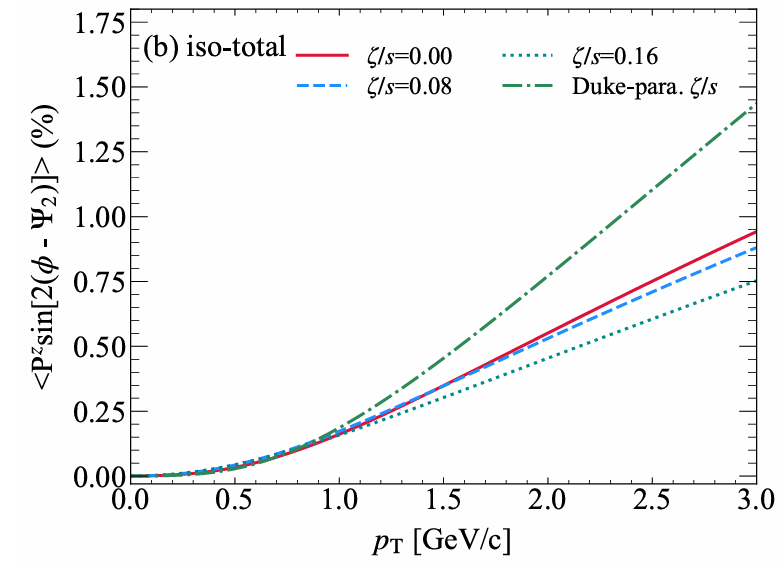 (b) iso-total
ζ/s=0.00
ζ/s=0.08
ζ/s=0.16
Duke-para. ζ/s
<P^z sin[2(ϕ - Ψ₂)]> (%)
1.75
1.50
1.25
1.00
0.75
0.50
0.25
0.00
0.0 0.5 1.0 1.5 2.0 2.5 3.0
p_T [GeV/c]